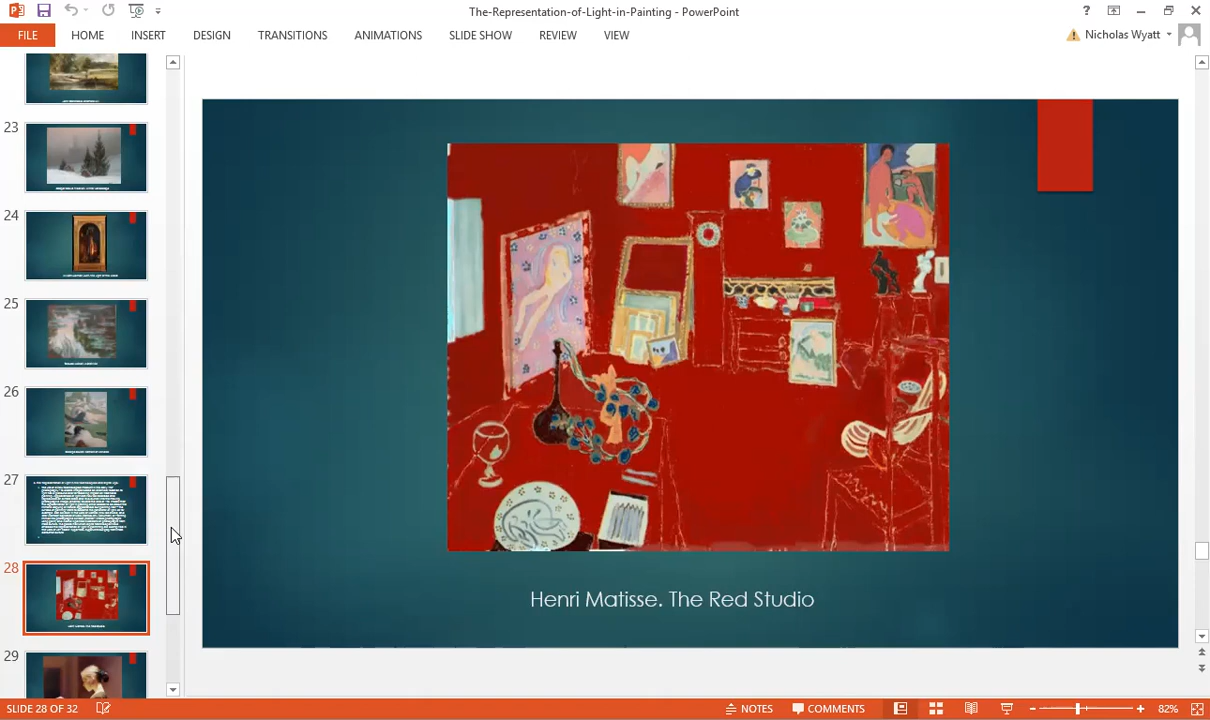 The-Representation-of-Light-in-Painting - PowerPoint
FILE HOME INSERT DESIGN TRANSITIONS ANIMATIONS SLIDE SHOW REVIEW VIEW
Nicholas Wyatt
23
24
25
26
27
28
29
Henri Matisse. The Red Studio
SLIDE 28 OF 32
NOTES COMMENTS 82%